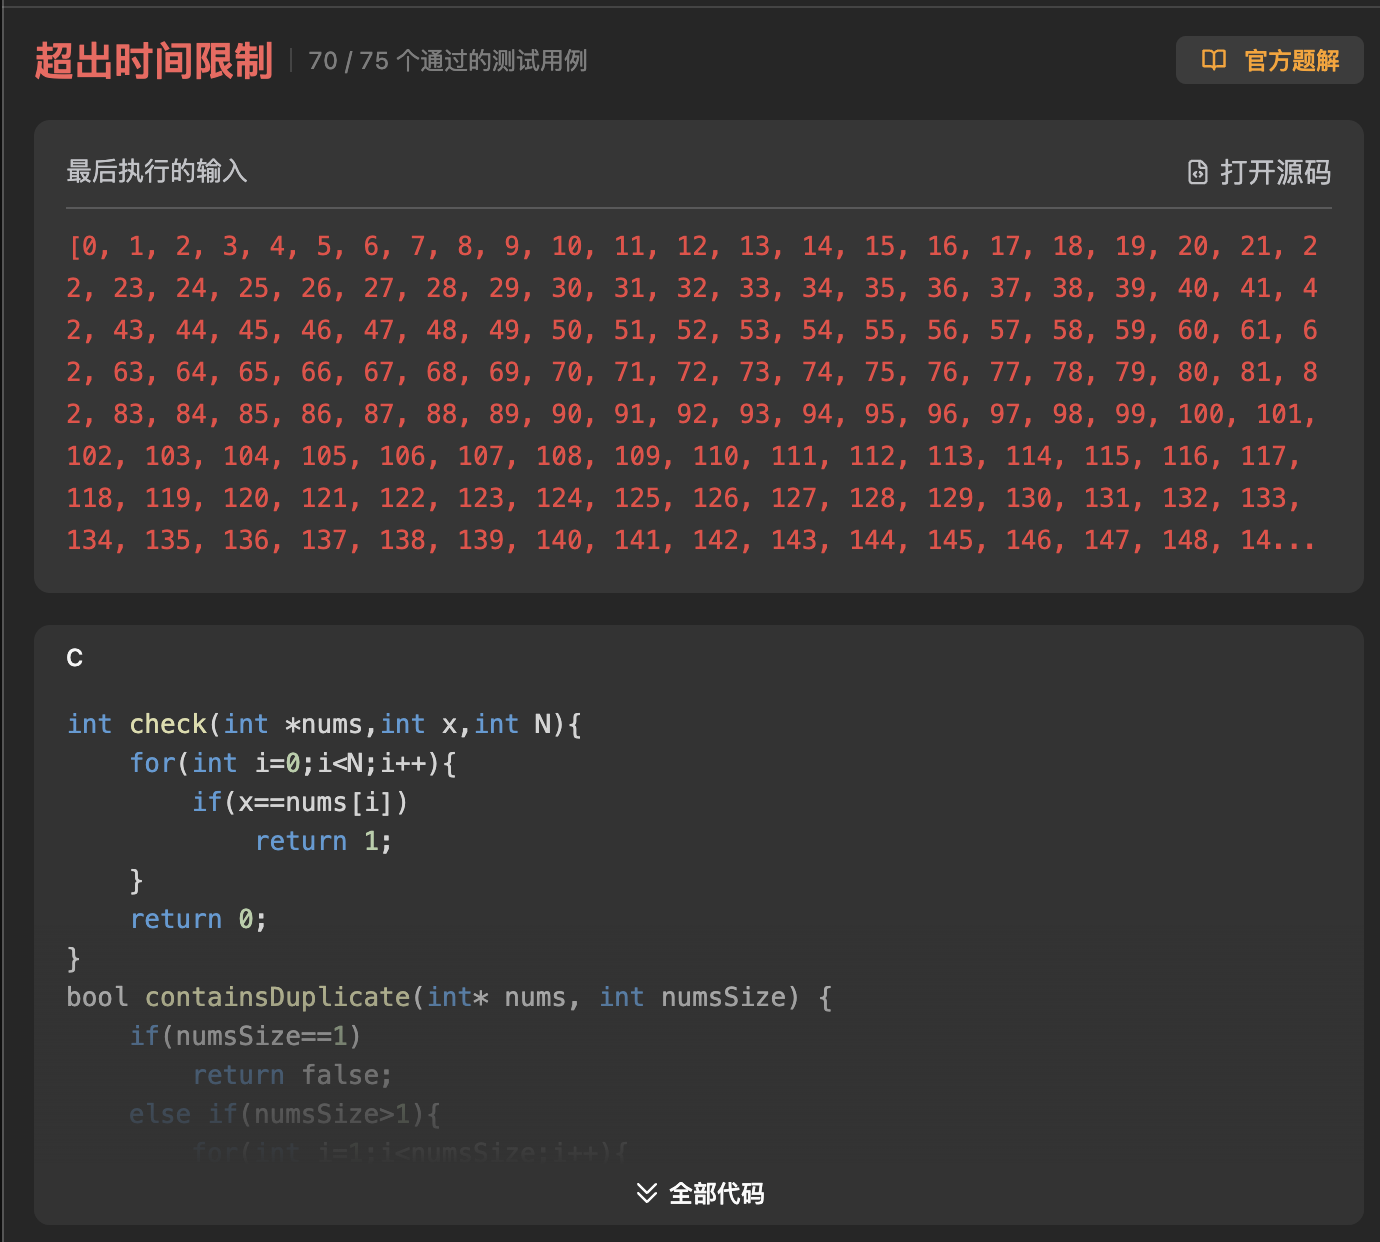 超出时间限制 70 / 75 个通过的测试用例 官方题解
最后执行的输入 打开源码
[0, 1, 2, 3, 4, 5, 6, 7, 8, 9, 10, 11, 12, 13, 14, 15, 16, 17, 18, 19, 20, 21, 2
2, 23, 24, 25, 26, 27, 28, 29, 30, 31, 32, 33, 34, 35, 36, 37, 38, 39, 40, 41, 4
2, 43, 44, 45, 46, 47, 48, 49, 50, 51, 52, 53, 54, 55, 56, 57, 58, 59, 60, 61, 6
2, 63, 64, 65, 66, 67, 68, 69, 70, 71, 72, 73, 74, 75, 76, 77, 78, 79, 80, 81, 8
2, 83, 84, 85, 86, 87, 88, 89, 90, 91, 92, 93, 94, 95, 96, 97, 98, 99, 100, 101,
102, 103, 104, 105, 106, 107, 108, 109, 110, 111, 112, 113, 114, 115, 116, 117,
118, 119, 120, 121, 122, 123, 124, 125, 126, 127, 128, 129, 130, 131, 132, 133,
134, 135, 136, 137, 138, 139, 140, 141, 142, 143, 144, 145, 146, 147, 148, 14...
C
int check(int *nums,int x,int N){
    for(int i=0;i<N;i++){
        if(x==nums[i])
            return 1;
    }
    return 0;
}
bool containsDuplicate(int* nums, int numsSize) {
    if(numsSize==1)
        return false;
    else if(numsSize>1){
        for(int i=1;i<numsSize;i++){
全部代码